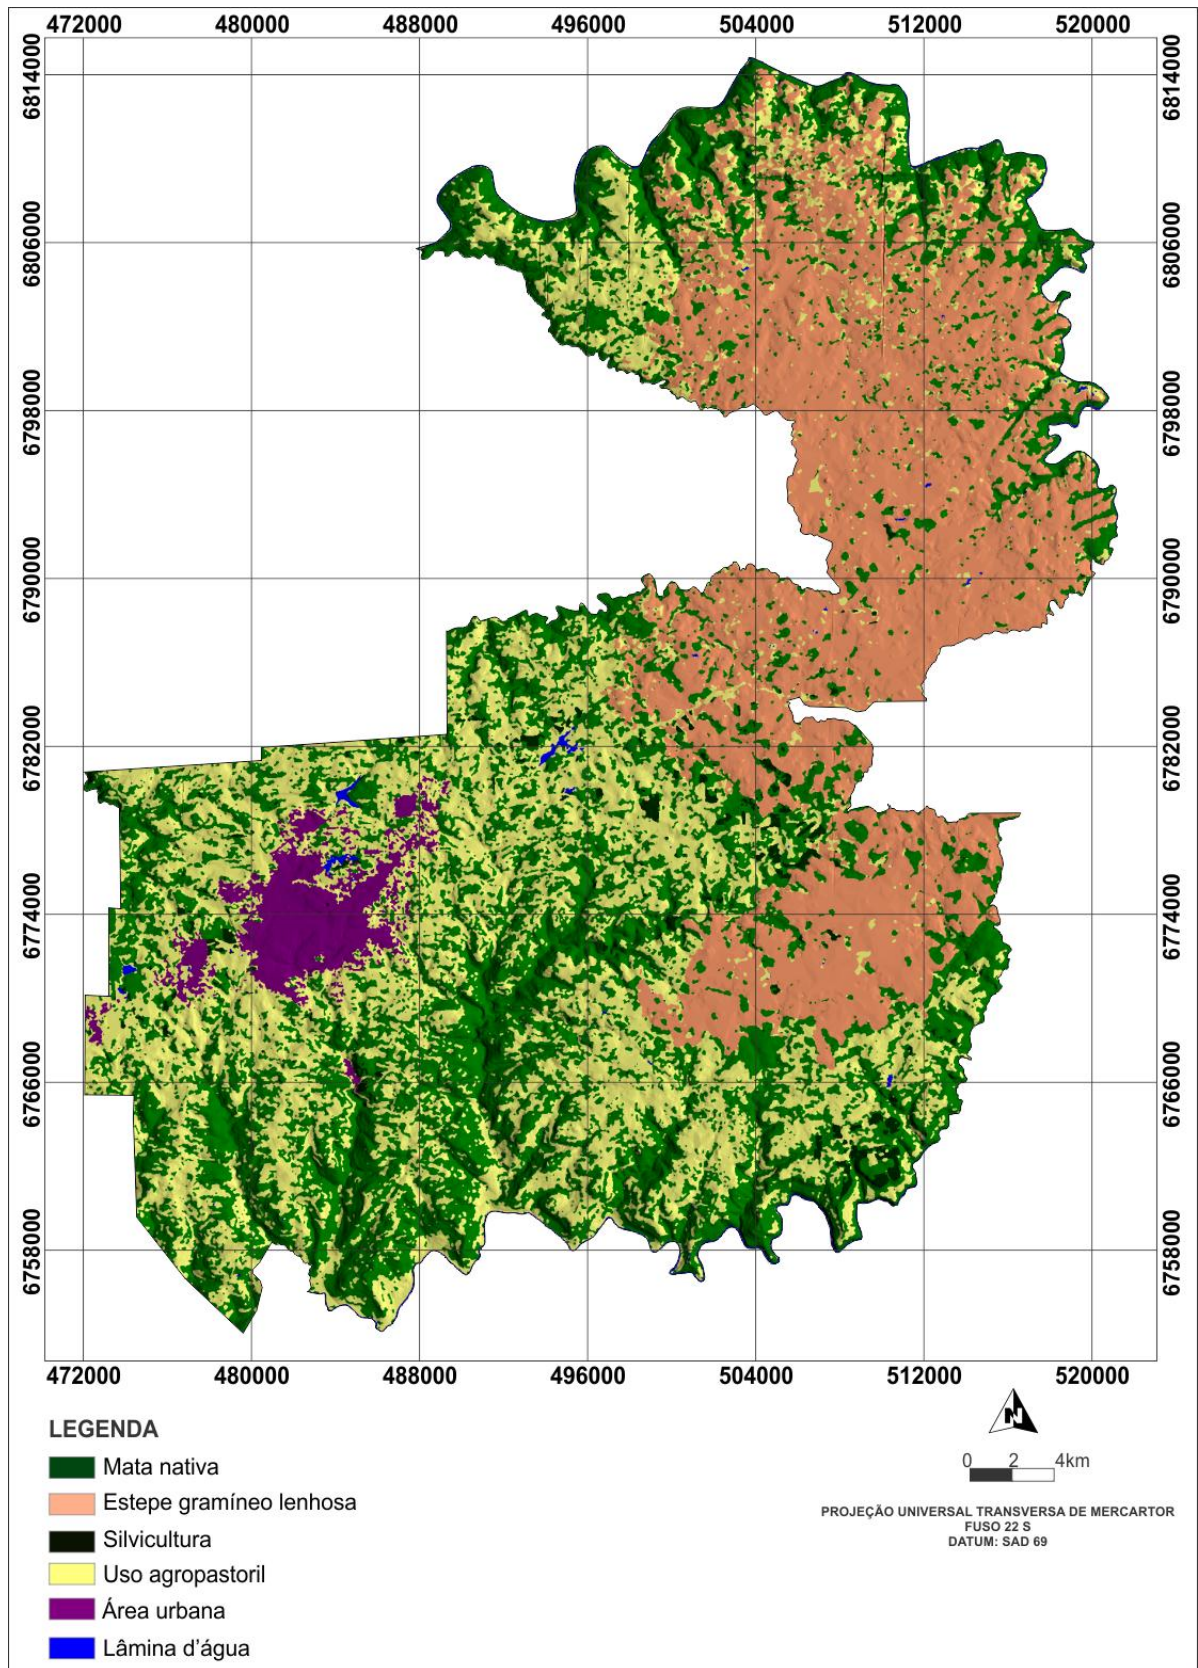 472000 480000 488000 496000 504000 512000 520000
6814000 6814000
6806000 6806000
6798000 6798000
6790000 6790000
6782000 6782000
6774000 6774000
6766000 6766000
6758000 6758000
472000 480000 488000 496000 504000 512000 520000
LEGENDA
Mata nativa
Estepe gramíneo lenhosa
Silvicultura
Uso agropastoril
Área urbana
Lâmina d'água
N
0 2 4km
PROJEÇÃO UNIVERSAL TRANSVERSA DE MERCARTOR
FUSO 22 S
DATUM: SAD 69